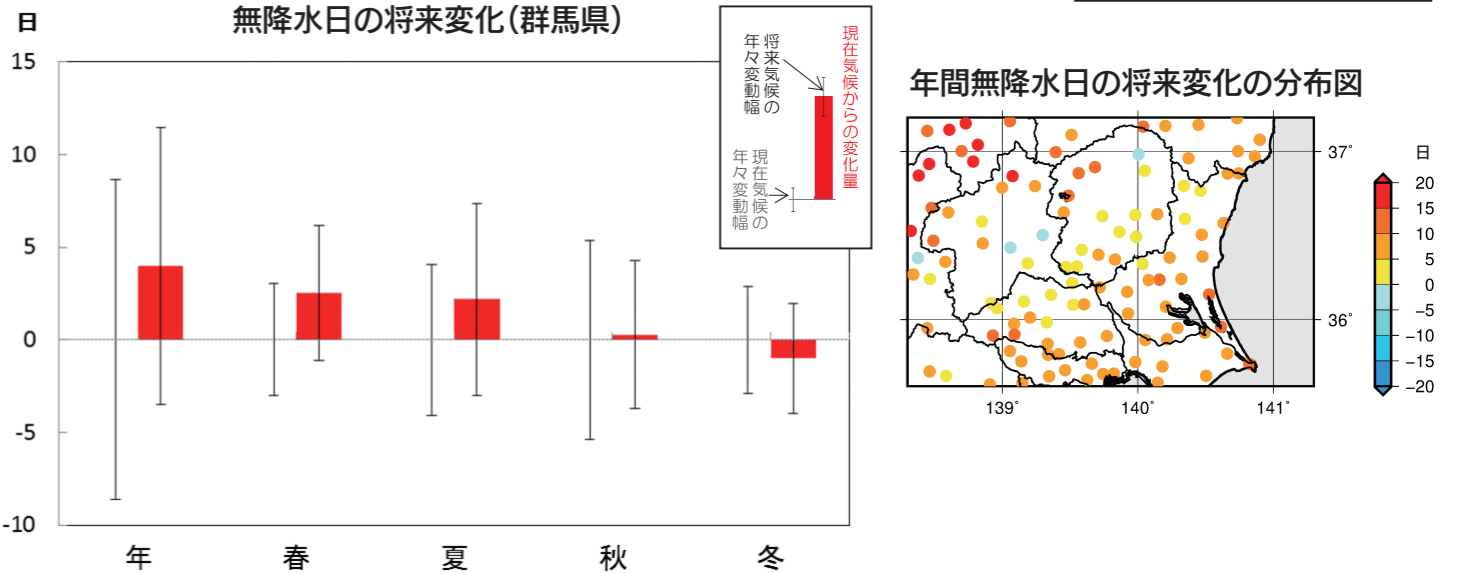 無降水日の将来変化(群馬県)
日
15
10
5
0
-5
-10
年
春
夏
秋
冬
現在気候からの変化量
将来気候の
年々変動幅
現在気候の
年々変動幅
年間無降水日の将来変化の分布図
37°
36°
139°
140°
141°
日
20
15
10
5
0
−5
−10
−15
−20